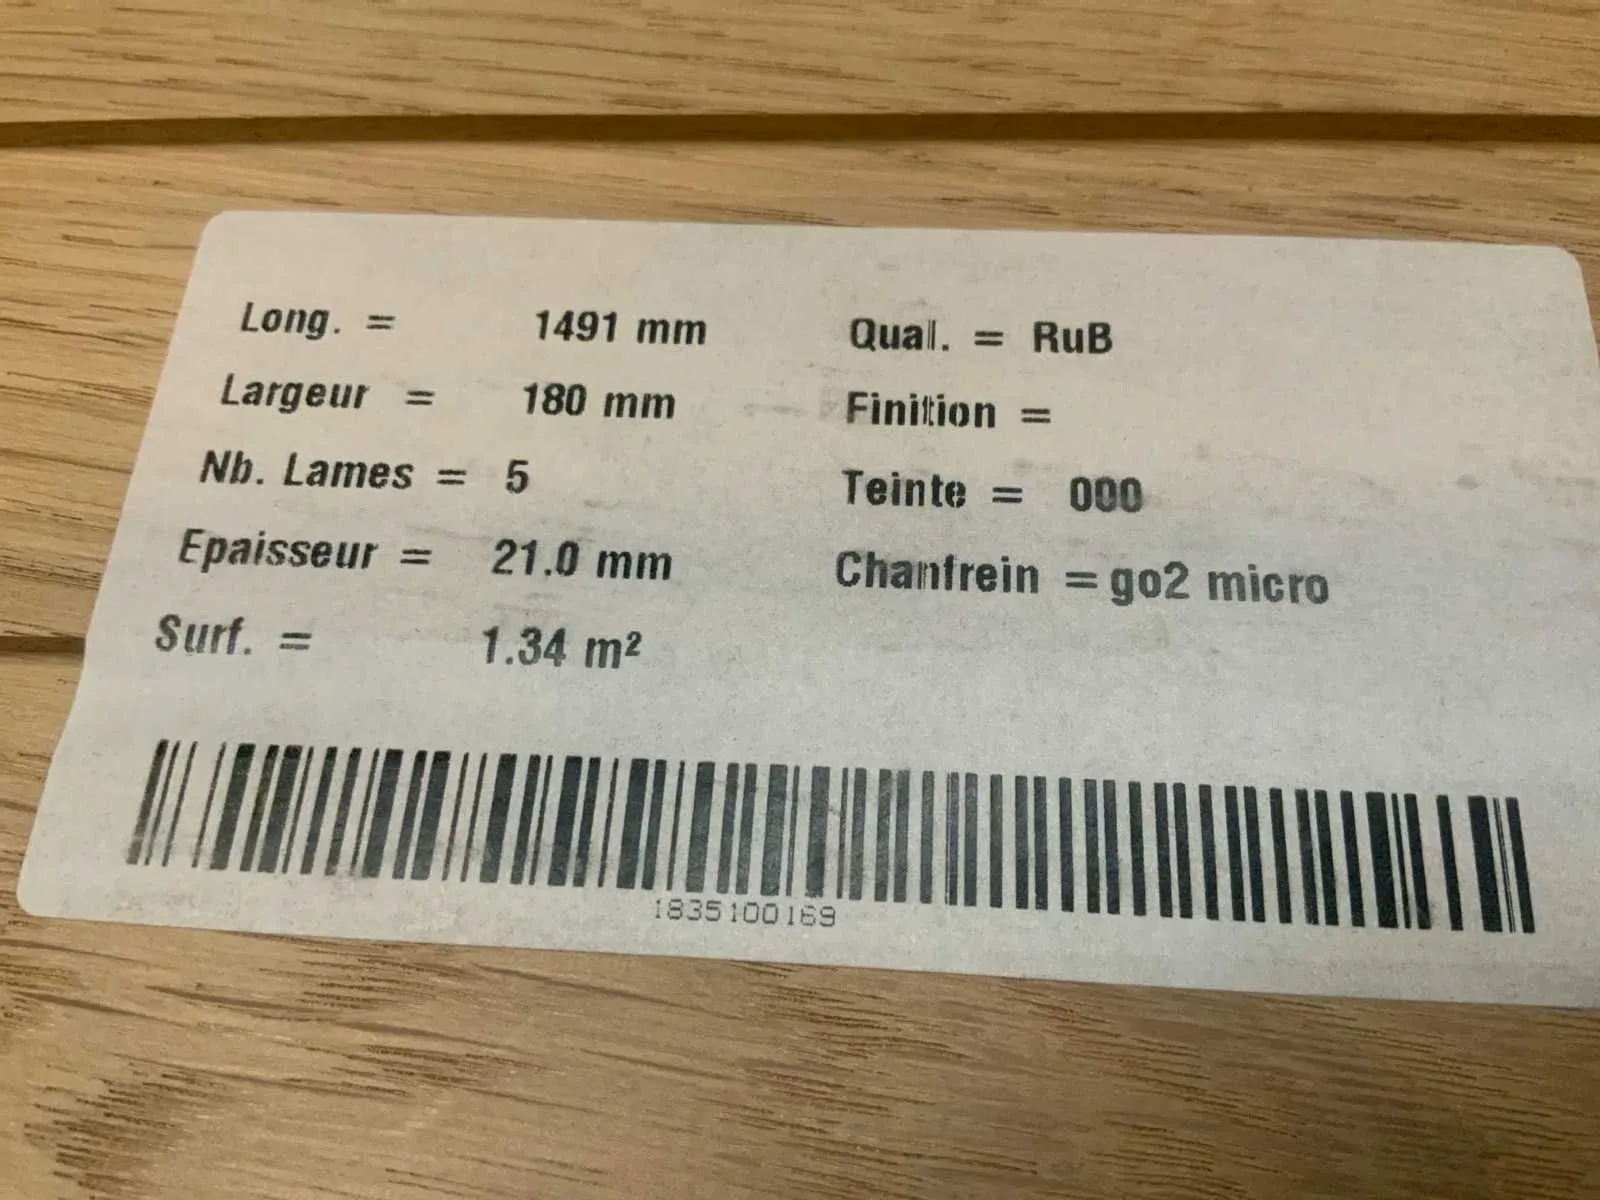 Long. = 1491 mm Qual. = RuB
Largeur = 180 mm Finition =
Nb. Lames = 5 Teinte = 000
Epaisseur = 21.0 mm Chanfrein = go2 micro
Surf. = 1.34 m²
1835100169